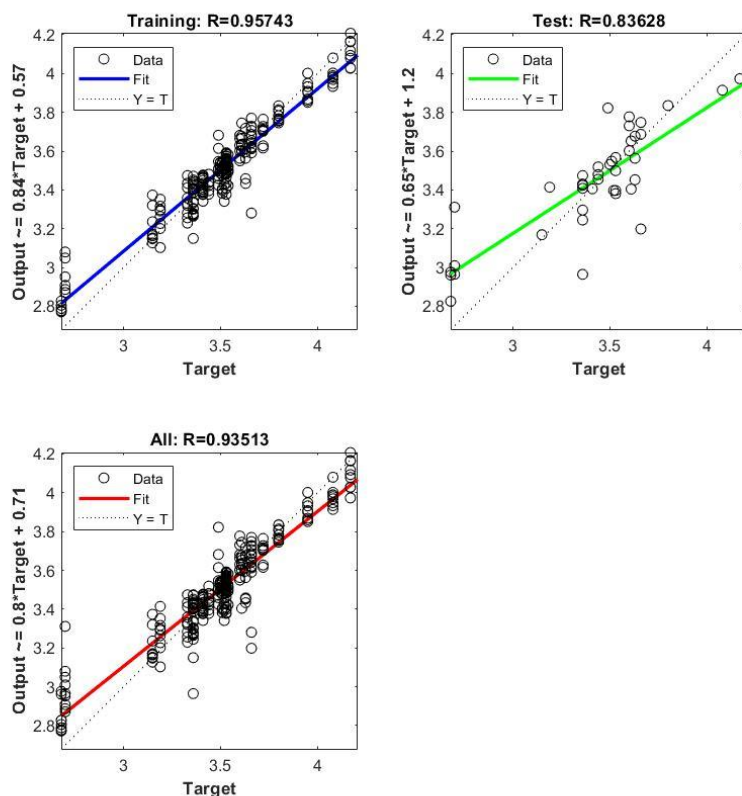 Training: R=0.95743
Output ~= 0.84*Target + 0.57
4.2
4
3.8
3.6
3.4
3.2
3
2.8
Data
Fit
Y = T
3
3.5
4
Target
Test: R=0.83628
Output ~= 0.65*Target + 1.2
4.2
4
3.8
3.6
3.4
3.2
3
2.8
Data
Fit
Y = T
3
3.5
4
Target
All: R=0.93513
Output ~= 0.8*Target + 0.71
4.2
4
3.8
3.6
3.4
3.2
3
2.8
Data
Fit
Y = T
3
3.5
4
Target